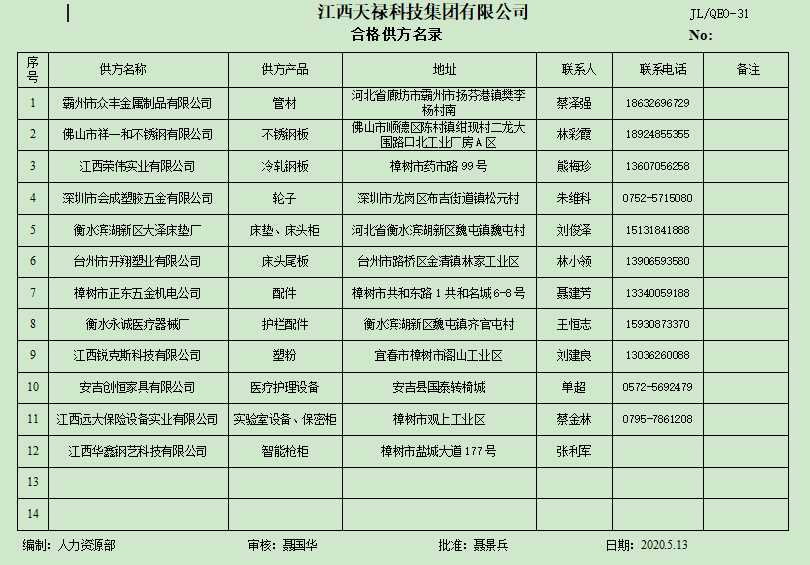 江西天禄科技集团有限公司 JL/QEO-31
合格供方名录 No:
序号 供方名称 供方产品 地址 联系人 联系电话 备注
1 霸州市众丰金属制品有限公司 管材 河北省廊坊市霸州市扬芬港镇樊李杨村南 蔡泽强 18632696729
2 佛山市祥一和不锈钢有限公司 不锈钢板 佛山市顺德区陈村镇绀现村二龙大围路口北工业厂房A区 林彩霞 18924855355
3 江西荣伟实业有限公司 冷轧钢板 樟树市药市路99号 熊梅珍 13607056258
4 深圳市会成塑胶五金有限公司 轮子 深圳市龙岗区布吉街道镇松元村 朱维科 0752-5715080
5 衡水滨湖新区大泽床垫厂 床垫、床头柜 河北省衡水滨湖新区魏屯镇魏屯村 刘俊泽 15131841888
6 台州市开翔塑业有限公司 床头尾板 台州市路桥区金清镇林家工业区 林小领 13906593580
7 樟树市正东五金机电公司 配件 樟树市共和东路1共和名城6-8号 聂建芳 13340059188
8 衡水永诚医疗器械厂 护栏配件 衡水滨湖新区魏屯镇齐官屯村 王恒志 15930873370
9 江西锐克斯科技有限公司 塑粉 宜春市樟树市阁山工业区 刘建良 13036260088
10 安吉创恒家具有限公司 医疗护理设备 安吉县国泰转椅城 单超 0572-5692479
11 江西远大保险设备实业有限公司 实验室设备、保密柜 樟树市观上工业区 蔡金林 0795-7861208
12 江西华鑫钢艺科技有限公司 智能枪柜 樟树市盐城大道177号 张利军
13
14
编制：人力资源部 审核：聂国华 批准：聂景兵 日期：2020.5.13